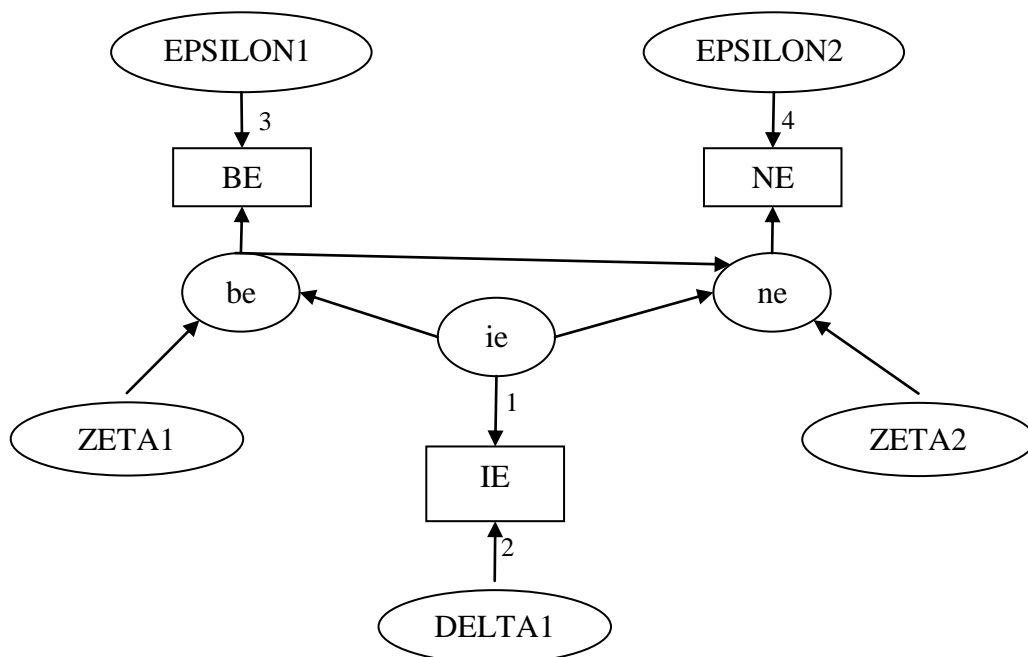 EPSILON1
EPSILON2
3
4
BE
NE
be
ne
ie
1
ZETA1
ZETA2
IE
2
DELTA1